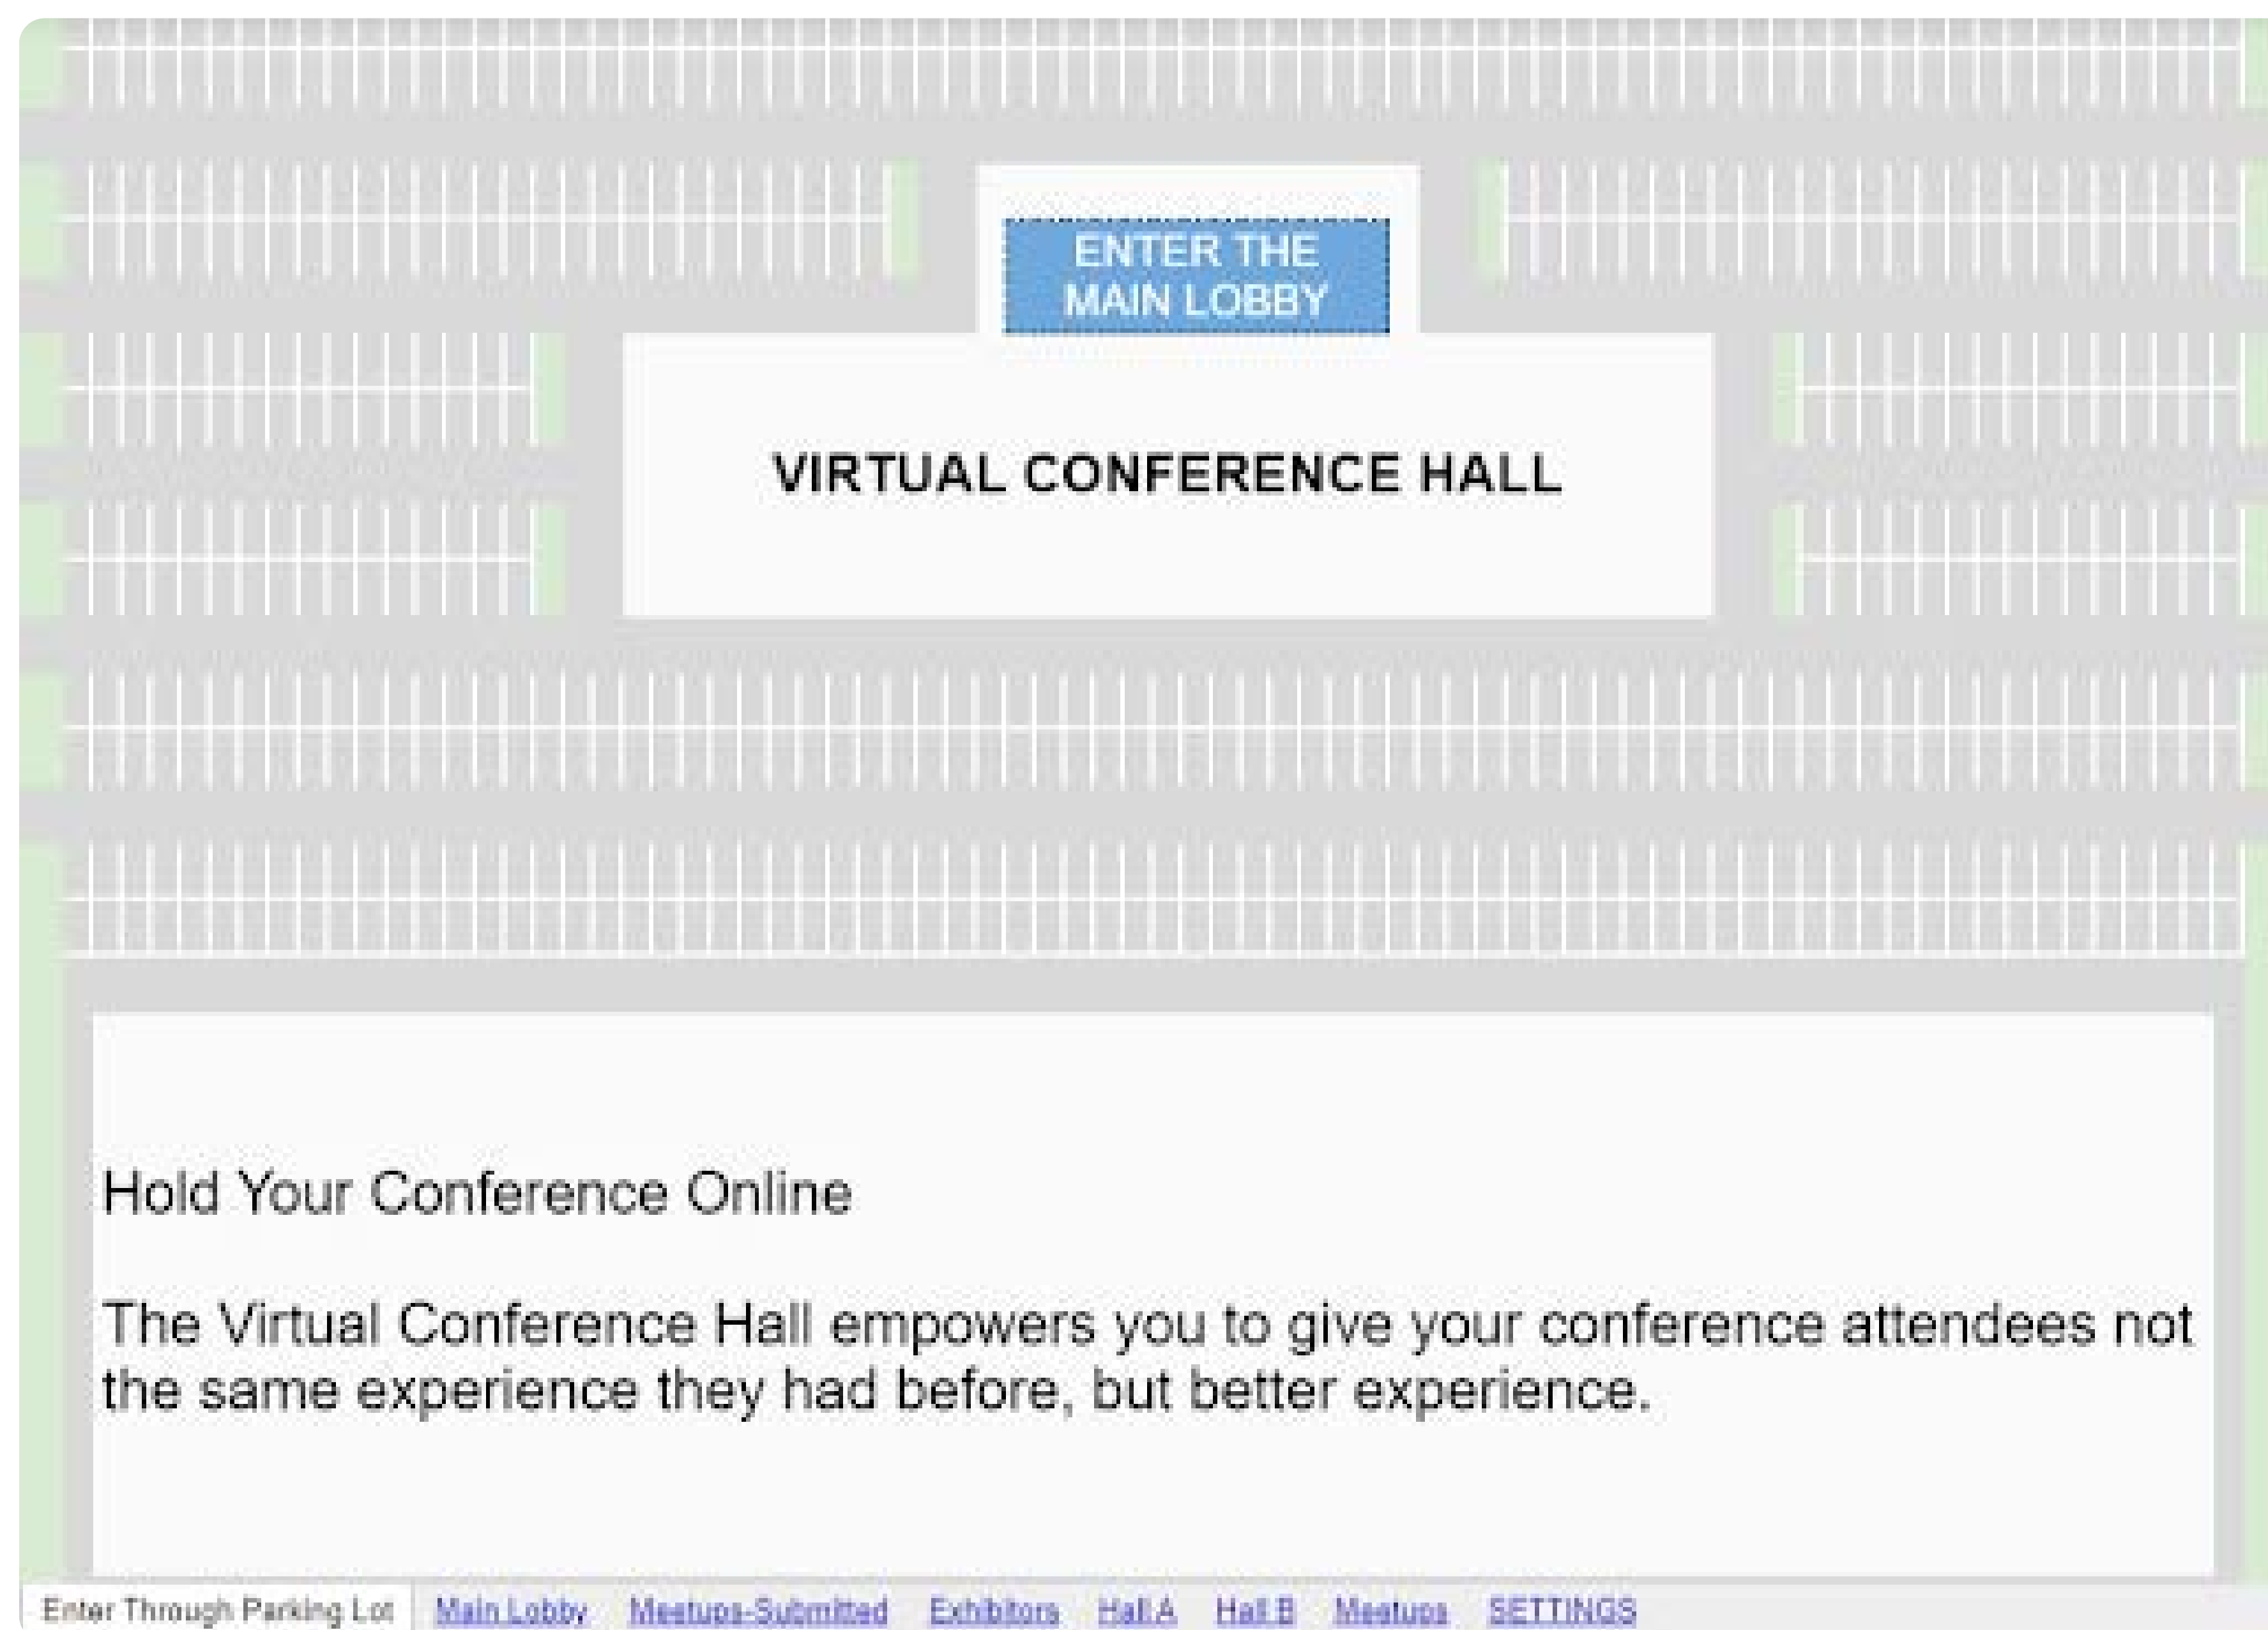 ENTER THE
MAIN LOBBY
VIRTUAL CONFERENCE HALL
Hold Your Conference Online
The Virtual Conference Hall empowers you to give your conference attendees not
the same experience they had before, but better experience.
Enter Through Parking Lot Main Lobby Meetups-Submitted Exhibitors Hall A Hall B Meetups SETTINGS